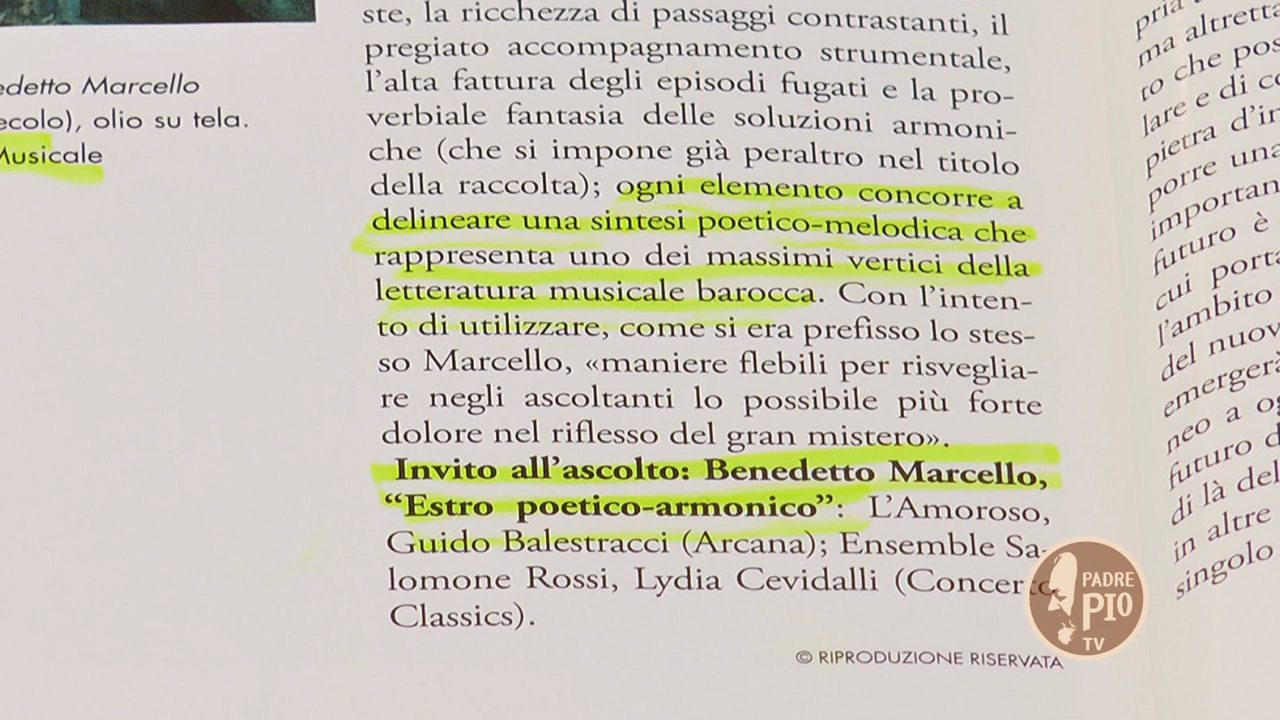 edetto Marcello
ecolo), olio su tela.
Musicale
ste, la ricchezza di passaggi contrastanti, il
pregiato accompagnamento strumentale,
l'alta fattura degli episodi fugati e la pro-
verbiale fantasia delle soluzioni armoni-
che (che si impone già peraltro nel titolo
della raccolta); ogni elemento concorre a
delineare una sintesi poetico-melodica che
rappresenta uno dei massimi vertici della
letteratura musicale barocca. Con l'inten-
to di utilizzare, come si era prefisso lo stes-
so Marcello, «maniere flebili per risveglia-
re negli ascoltanti lo possibile più forte
dolore nel riflesso del gran mistero».
Invito all'ascolto: Benedetto Marcello,
“Estro poetico-armonico”: L'Amoroso,
Guido Balestracci (Arcana); Ensemble Sa-
lomone Rossi, Lydia Cevidalli (Concerto
Classics).
© RIPRODUZIONE RISERVATA
pria
ma altretta
to che pos
lare e di co
pietra d'in
porre una
importan
futuro è
cui porta
l'ambito
del nuov
emergerà
neo a og
futuro d
di là del
in altre
singolo
PADRE
PIO
TV